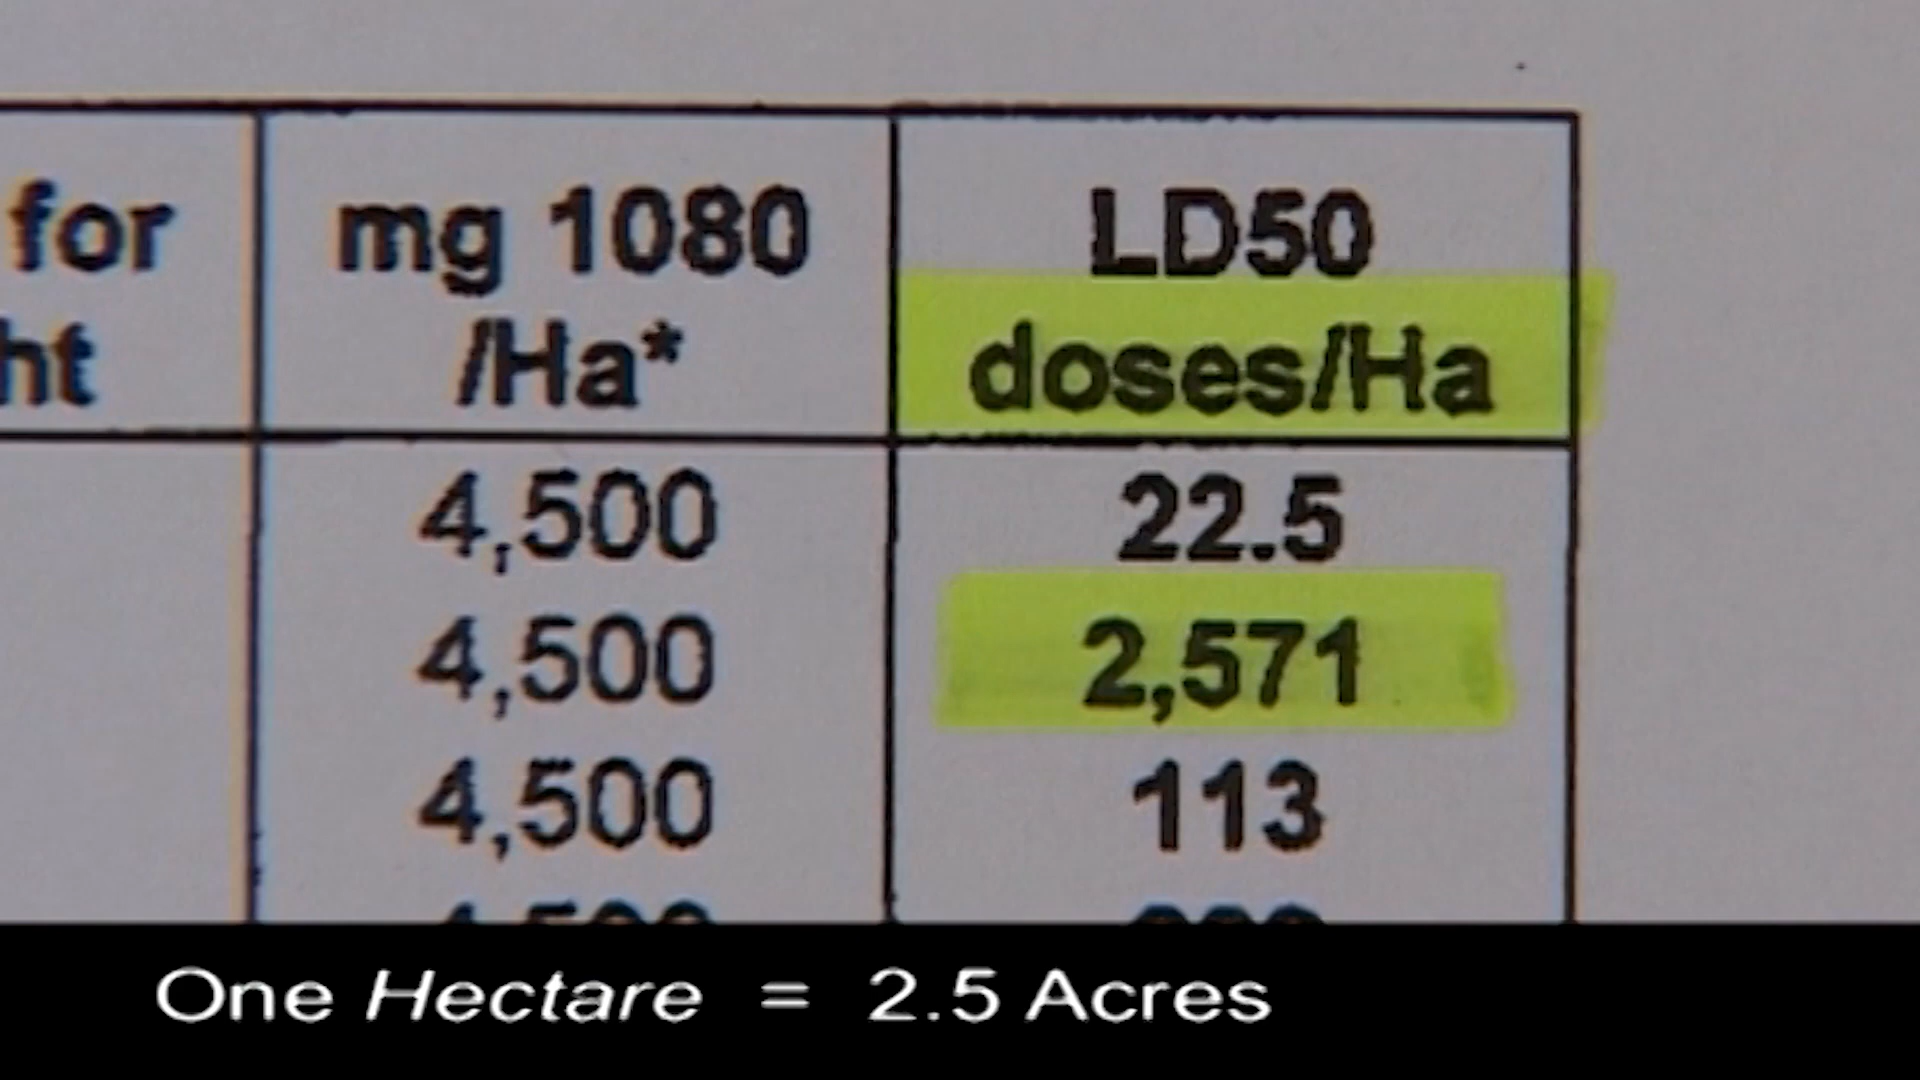 for
ht
mg 1080
/Ha*
LD50
doses/Ha
4,500 22.5
4,500 2,571
4,500 113
One Hectare = 2.5 Acres